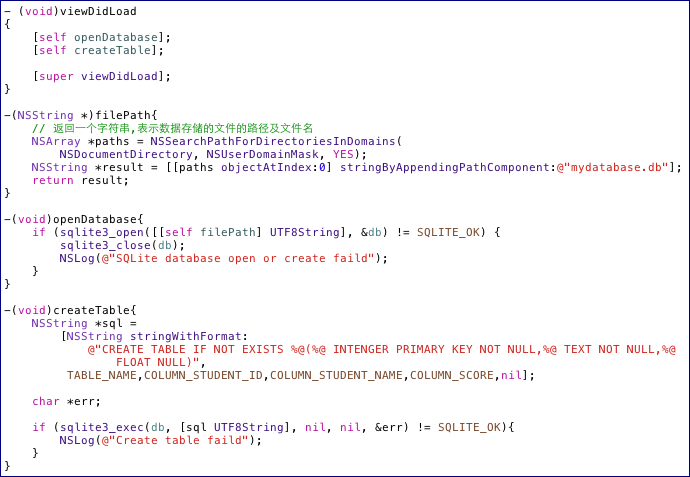 - (void)viewDidLoad
{
    [self openDatabase];
    [self createTable];

    [super viewDidLoad];
}

-(NSString *)filePath{
    // 返回一个字符串,表示数据存储的文件的路径及文件名
    NSArray *paths = NSSearchPathForDirectoriesInDomains(
        NSDocumentDirectory, NSUserDomainMask, YES);
    NSString *result = [[paths objectAtIndex:0] stringByAppendingPathComponent:@"mydatabase.db"];
    return result;
}

-(void)openDatabase{
    if (sqlite3_open([[self filePath] UTF8String], &db) != SQLITE_OK) {
        sqlite3_close(db);
        NSLog(@"SQLite database open or create faild");
    }
}

-(void)createTable{
    NSString *sql =
        [NSString stringWithFormat:
            @"CREATE TABLE IF NOT EXISTS %@(%@ INTENGER PRIMARY KEY NOT NULL,%@ TEXT NOT NULL,%@
                FLOAT NULL)",
         TABLE_NAME,COLUMN_STUDENT_ID,COLUMN_STUDENT_NAME,COLUMN_SCORE,nil];

    char *err;

    if (sqlite3_exec(db, [sql UTF8String], nil, nil, &err) != SQLITE_OK){
        NSLog(@"Create table faild");
    }
}